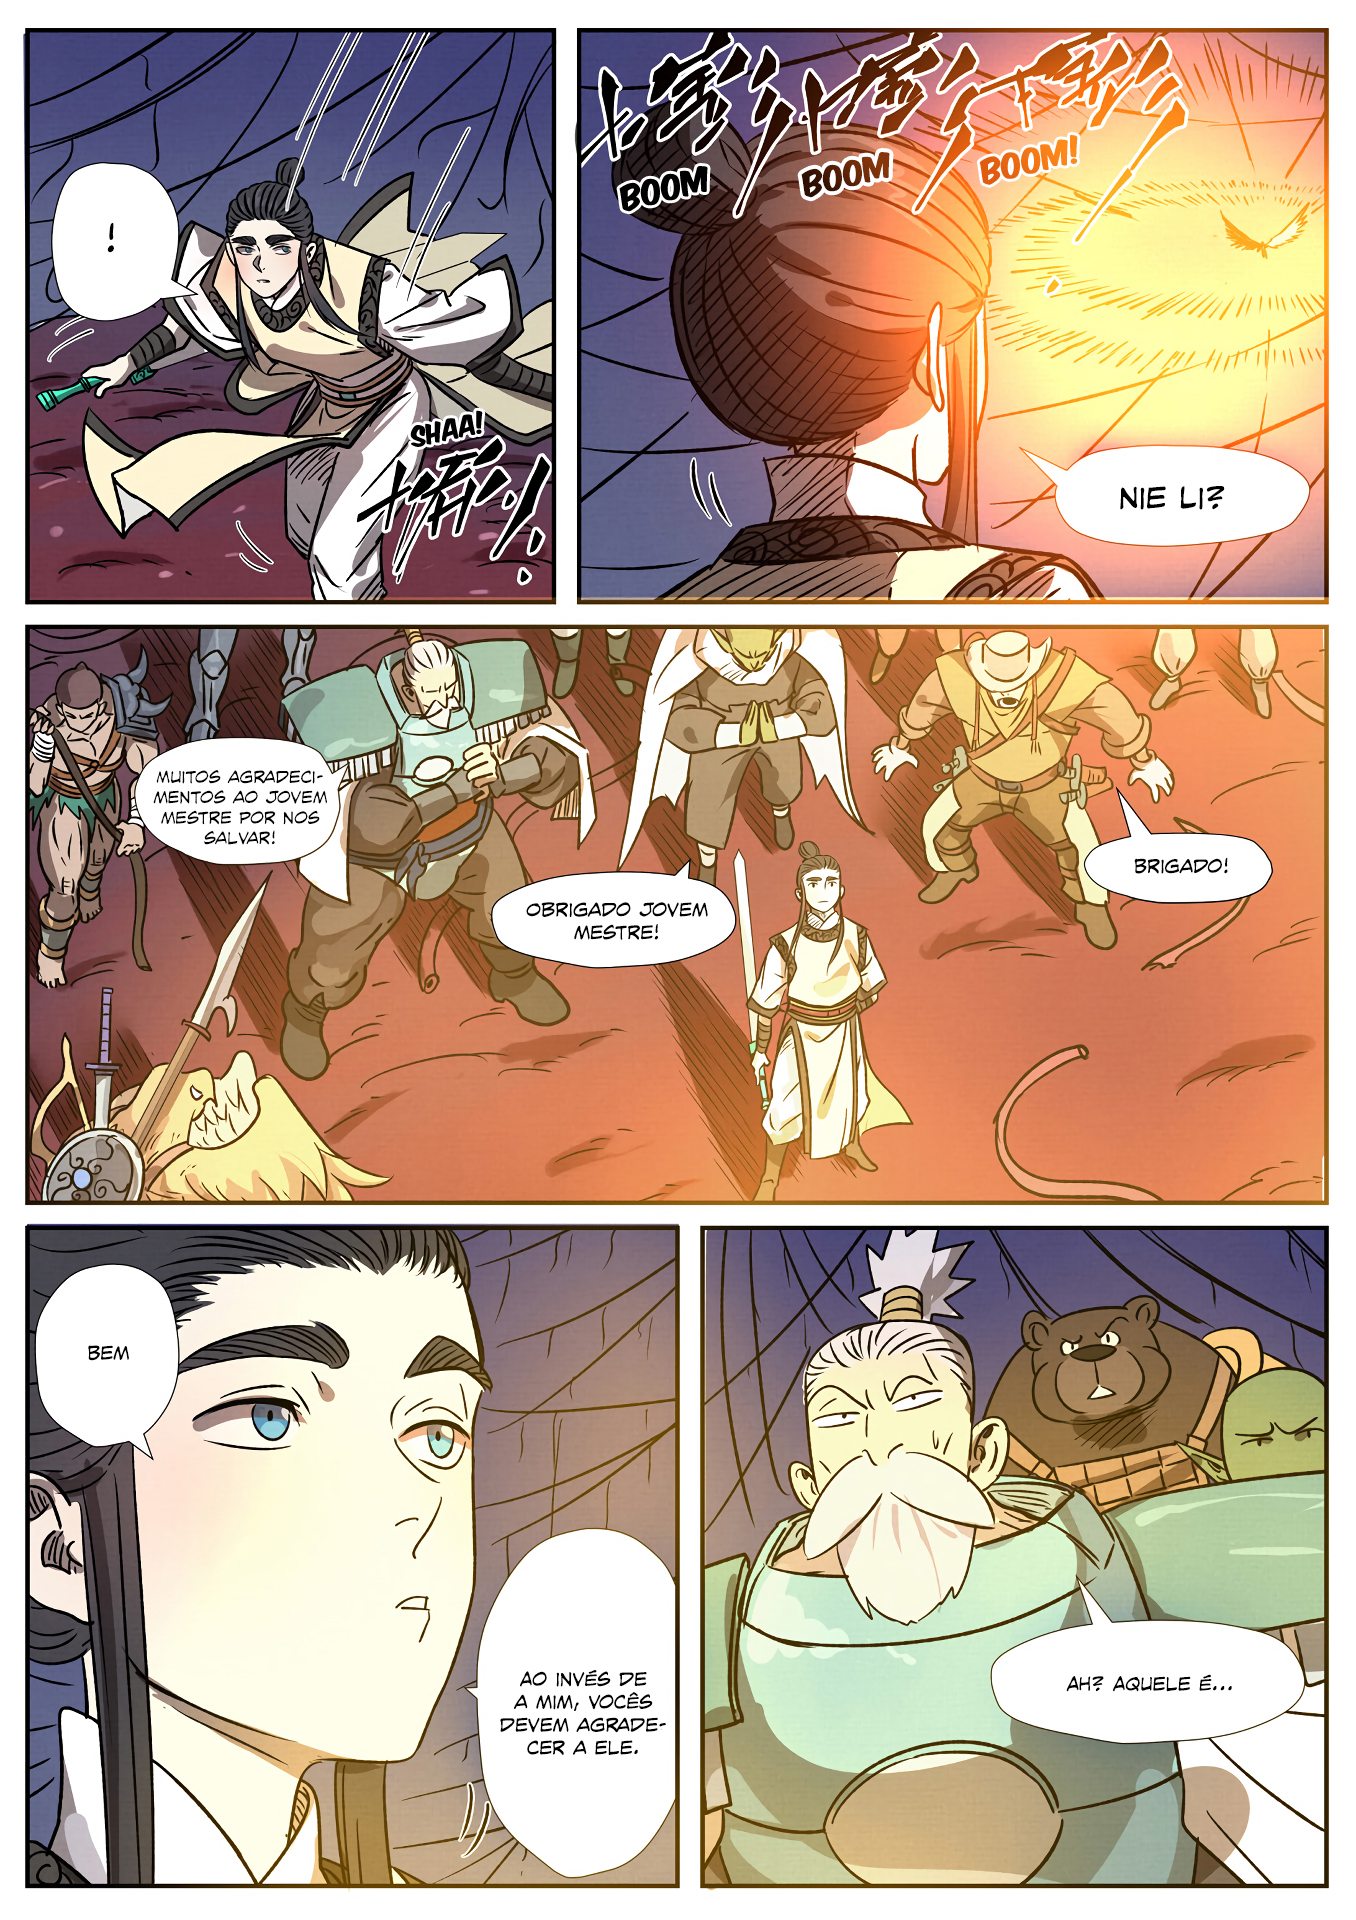 !
SHAA!
BOOM
BOOM
BOOM!
NIE LI?
MUITOS AGRADECI-
MENTOS AO JOVEM
MESTRE POR NOS
SALVAR!
OBRIGADO JOVEM
MESTRE!
BRIGADO!
BEM
AO INVÉS DE
A MIM, VOCÊS
DEVEM AGRADE-
CER A ELE.
AH? AQUELE É...